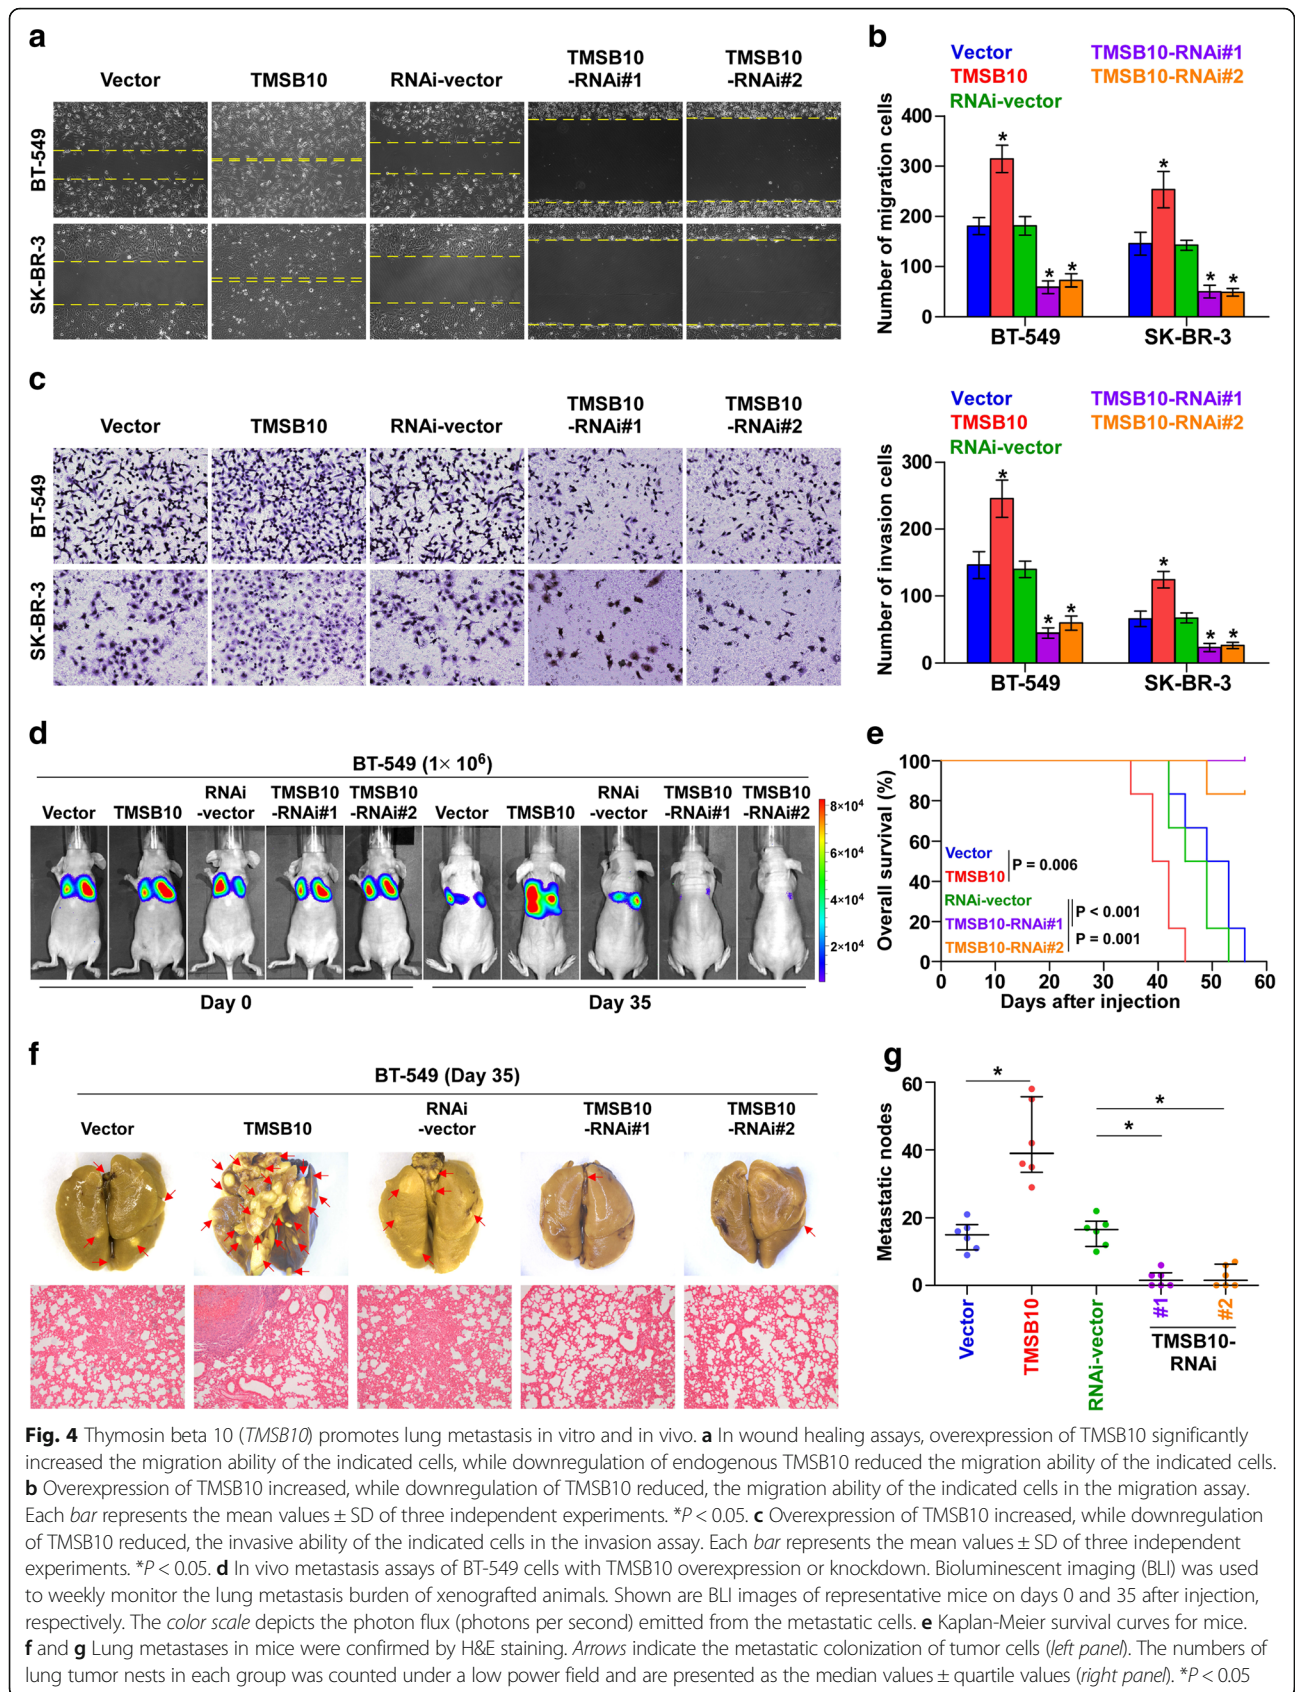 a
Vector
TMSB10
RNAi-vector
TMSB10
-RNAi#1
TMSB10
-RNAi#2
BT-549
SK-BR-3
b
Vector
TMSB10
RNAi-vector
TMSB10-RNAi#1
TMSB10-RNAi#2
Number of migration cells
400
300
200
100
0
* * * * * *
BT-549
SK-BR-3
c
Vector
TMSB10
RNAi-vector
TMSB10
-RNAi#1
TMSB10
-RNAi#2
BT-549
SK-BR-3
Vector
TMSB10
RNAi-vector
TMSB10-RNAi#1
TMSB10-RNAi#2
Number of invasion cells
300
200
100
0
* * * * * *
BT-549
SK-BR-3
d
BT-549 (1× 10⁶)
Vector
TMSB10
RNAi
-vector
TMSB10
-RNAi#1
TMSB10
-RNAi#2
Vector
TMSB10
RNAi
-vector
TMSB10
-RNAi#1
TMSB10
-RNAi#2
8×10⁴
6×10⁴
4×10⁴
2×10⁴
Day 0
Day 35
e
Overall survival (%)
100
80
60
40
20
0
Vector
TMSB10
P = 0.006
RNAi-vector
TMSB10-RNAi#1
TMSB10-RNAi#2
P < 0.001
P = 0.001
0 10 20 30 40 50 60
Days after injection
f
BT-549 (Day 35)
Vector
TMSB10
RNAi
-vector
TMSB10
-RNAi#1
TMSB10
-RNAi#2
g
Metastatic nodes
60
40
20
0
* * *
Vector
TMSB10
RNAi-vector
#1
#2
TMSB10-
RNAi
Fig. 4 Thymosin beta 10 (TMSB10) promotes lung metastasis in vitro and in vivo. a In wound healing assays, overexpression of TMSB10 significantly
increased the migration ability of the indicated cells, while downregulation of endogenous TMSB10 reduced the migration ability of the indicated cells.
b Overexpression of TMSB10 increased, while downregulation of TMSB10 reduced, the migration ability of the indicated cells in the migration assay.
Each bar represents the mean values ± SD of three independent experiments. *P < 0.05. c Overexpression of TMSB10 increased, while downregulation
of TMSB10 reduced, the invasive ability of the indicated cells in the invasion assay. Each bar represents the mean values ± SD of three independent
experiments. *P < 0.05. d In vivo metastasis assays of BT-549 cells with TMSB10 overexpression or knockdown. Bioluminescent imaging (BLI) was used
to weekly monitor the lung metastasis burden of xenografted animals. Shown are BLI images of representative mice on days 0 and 35 after injection,
respectively. The color scale depicts the photon flux (photons per second) emitted from the metastatic cells. e Kaplan-Meier survival curves for mice.
f and g Lung metastases in mice were confirmed by H&E staining. Arrows indicate the metastatic colonization of tumor cells (left panel). The numbers of
lung tumor nests in each group was counted under a low power field and are presented as the median values ± quartile values (right panel). *P < 0.05